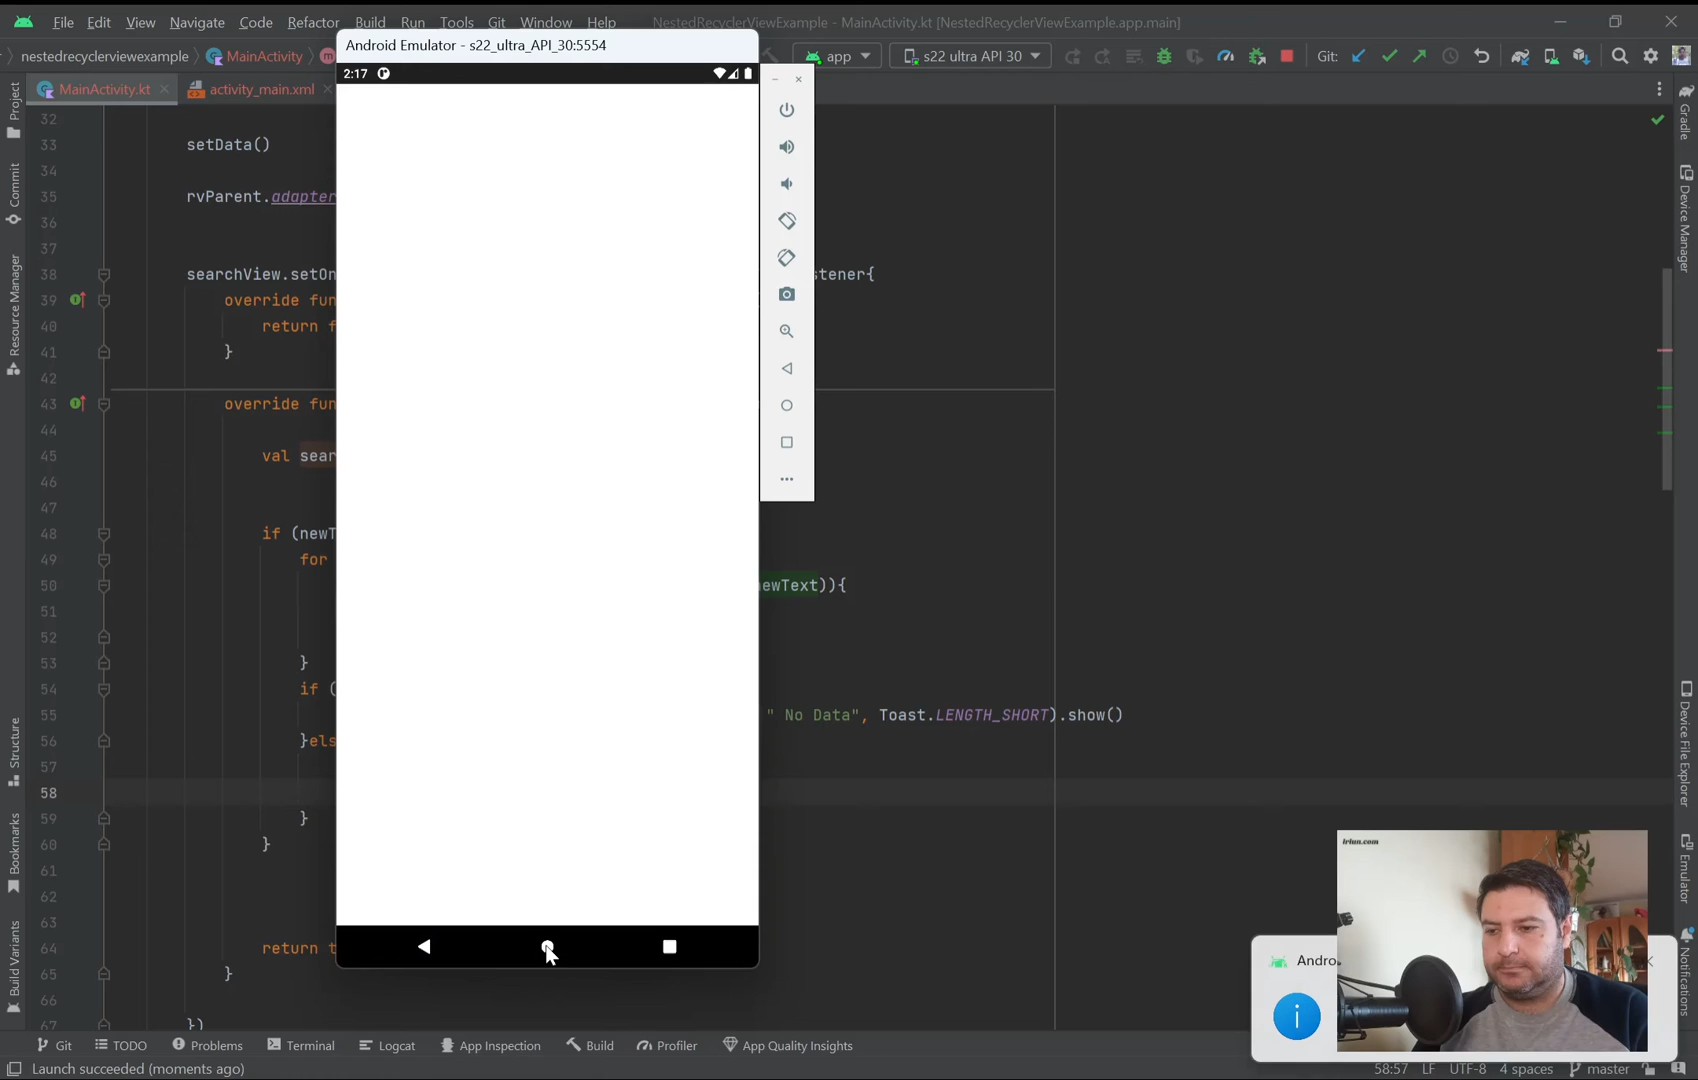 File Edit View Navigate Code Refactor Build Run Tools Git Window Help NestedRecyclerViewExample - MainActivity.kt [NestedRecyclerViewExample.app.main]
Android Emulator - s22_ultra_API_30:5554
nestedrecyclerviewexample MainActivity app s22 ultra API 30 Git:
2:17
MainActivity.kt activity_main.xml
Project
Commit
Resource Manager
Structure
Bookmarks
Build Variants
32
33 setData()
34
35 rvParent.adapter
36
37
38 searchView.setOn stener{
39 override fun
40 return f
41 }
42
43 override fun
44
45 val sear
46
47
48 if (newT
49 for
50 ewText)){
51
52
53 }
54 if (
55 " No Data", Toast.LENGTH_SHORT).show()
56 }els
57
58
59 }
60 }
61
62
63
64 return t
65 }
66
67 })
Gradle
Device Manager
Device File Explorer
Emulator
Notifications
iriun.com
Andro
Git TODO Problems Terminal Logcat App Inspection Build Profiler App Quality Insights
Launch succeeded (moments ago) 58:57 LF UTF-8 4 spaces master